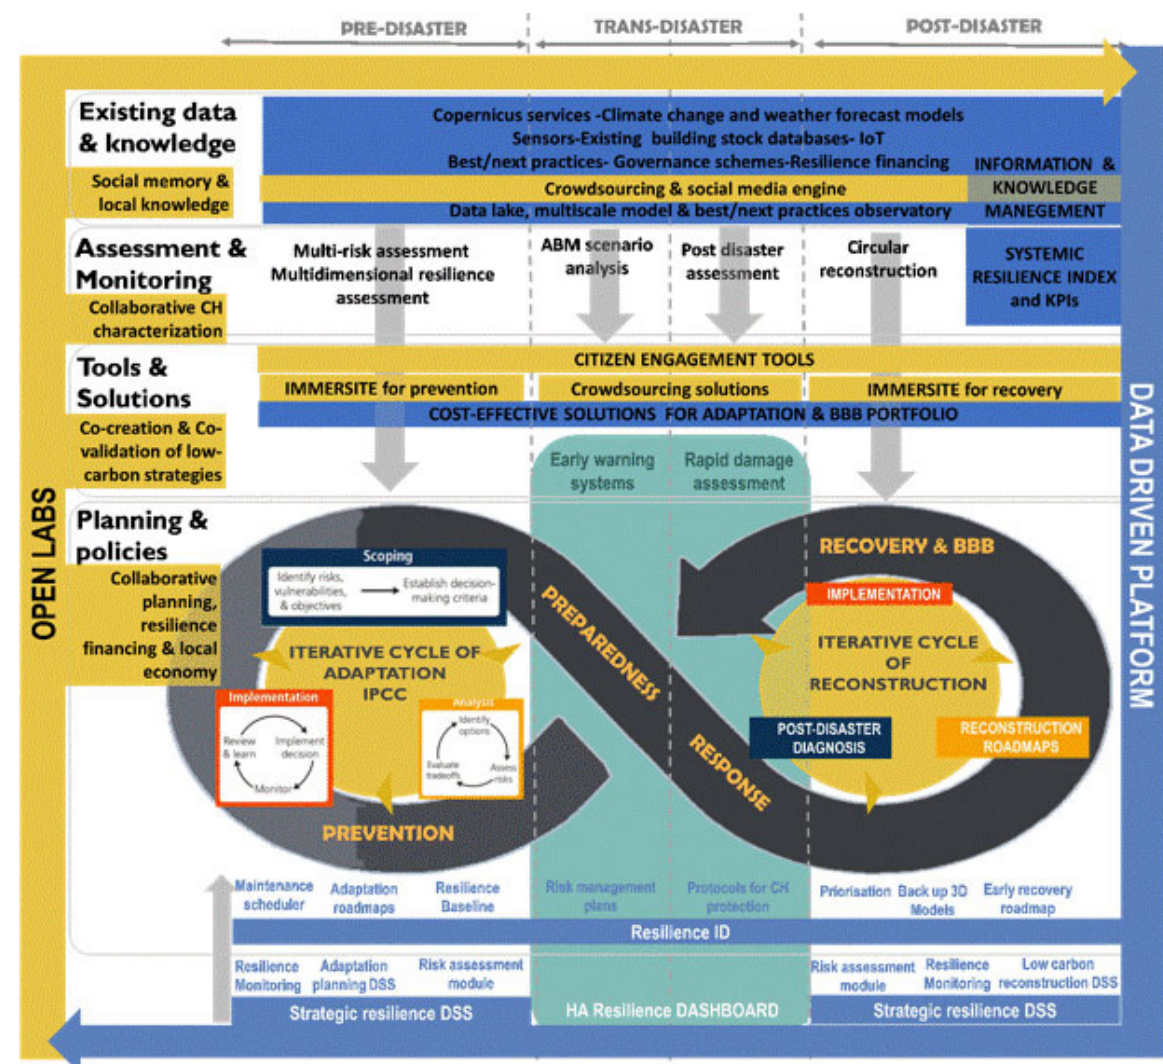 PRE-DISASTER
TRANS-DISASTER
POST-DISASTER
Existing data
& knowledge
Social memory &
local knowledge
Copernicus services -Climate change and weather forecast models
Sensors-Existing building stock databases- IoT
Best/next practices- Governance schemes-Resilience financing
Crowdsourcing & social media engine
Data lake, multiscale model & best/next practices observatory
INFORMATION &
KNOWLEDGE
MANEGEMENT
Assessment &
Monitoring
Collaborative CH
characterization
Multi-risk assessment
Multidimensional resilience
assessment
ABM scenario
analysis
Post disaster
assessment
Circular
reconstruction
SYSTEMIC
RESILIENCE INDEX
and KPIs
Tools &
Solutions
Co-creation & Co-
validation of low-
carbon strategies
CITIZEN ENGAGEMENT TOOLS
IMMERSITE for prevention
Crowdsourcing solutions
IMMERSITE for recovery
COST-EFFECTIVE SOLUTIONS FOR ADAPTATION & BBB PORTFOLIO
Early warning
systems
Rapid damage
assessment
Planning &
policies
Collaborative
planning,
resilience
financing & local
economy
Scoping
Identify risks,
vulnerabilities,
& objectives
Establish decision-
making criteria
ITERATIVE CYCLE OF
ADAPTATION
IPCC
Implementation
Review
& learn
Implement
decision
Monitor
Analysis
Identify
options
Assess
risks
Evaluate
tradeoffs
PREVENTION
PREPAREDNESS
RESPONSE
RECOVERY & BBB
IMPLEMENTATION
ITERATIVE CYCLE
OF
RECONSTRUCTION
POST-DISASTER
DIAGNOSIS
RECONSTRUCTION
ROADMAPS
Maintenance
scheduler
Adaptation
roadmaps
Resilience
Baseline
Risk management
plans
Protocols for CH
protection
Priorisation
Back up 3D
Models
Early recovery
roadmap
Resilience ID
Resilience
Monitoring
Adaptation
planning DSS
Risk assessment
module
Risk assessment
module
Resilience
Monitoring
Low carbon
reconstruction DSS
Strategic resilience DSS
HA Resilience DASHBOARD
Strategic resilience DSS
OPEN LABS
DATA DRIVEN PLATFORM